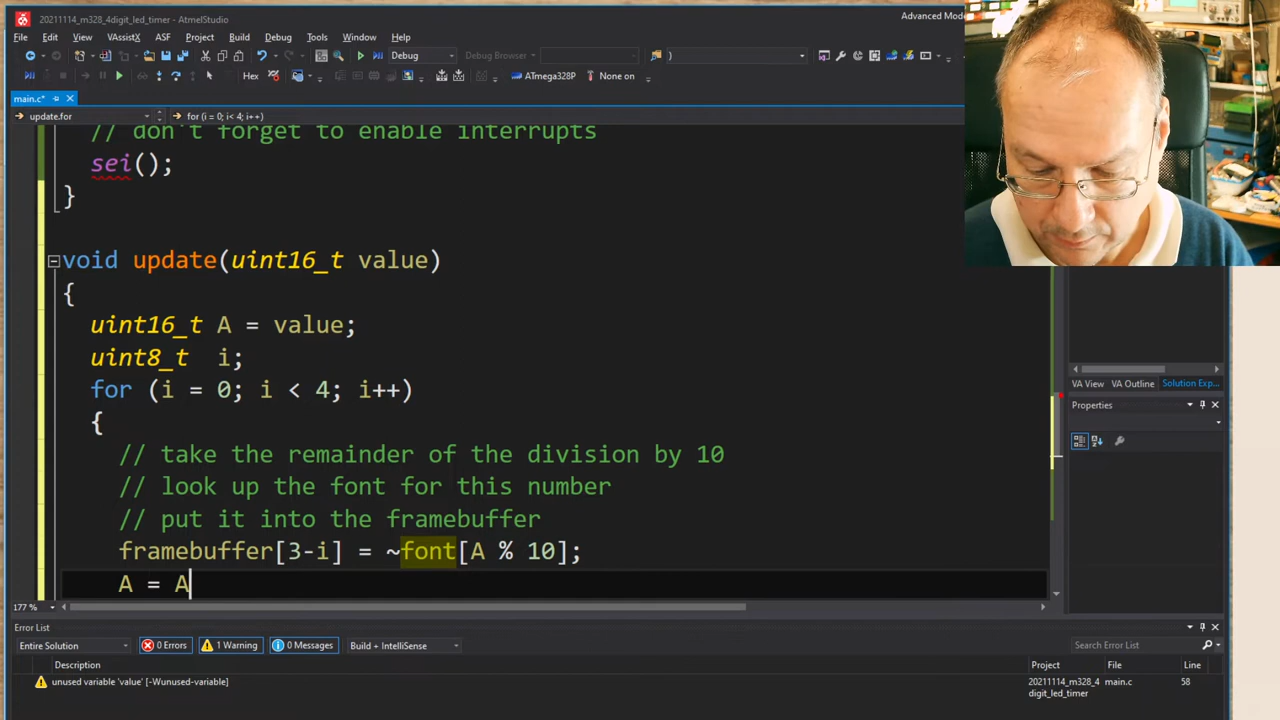 20211114_m328_4digit_led_timer - AtmelStudio
Advanced Mode
File Edit View VAssistX ASF Project Build Debug Tools Window Help
Debug Debug Browser )
Hex ATmega328P None on
main.c*
update.for for (i = 0; i< 4; i++)
// don't forget to enable interrupts
sei();
}
void update(uint16_t value)
{
uint16_t A = value;
uint8_t i;
for (i = 0; i < 4; i++)
{
// take the remainder of the division by 10
// look up the font for this number
// put it into the framebuffer
framebuffer[3-i] = ~font[A % 10];
A = A
177 %
VA View VA Outline Solution Exp...
Properties
Error List
Entire Solution 0 Errors 1 Warning 0 Messages Build + IntelliSense Search Error List
Description Project File Line
unused variable 'value' [-Wunused-variable] 20211114_m328_4 main.c 58
digit_led_timer